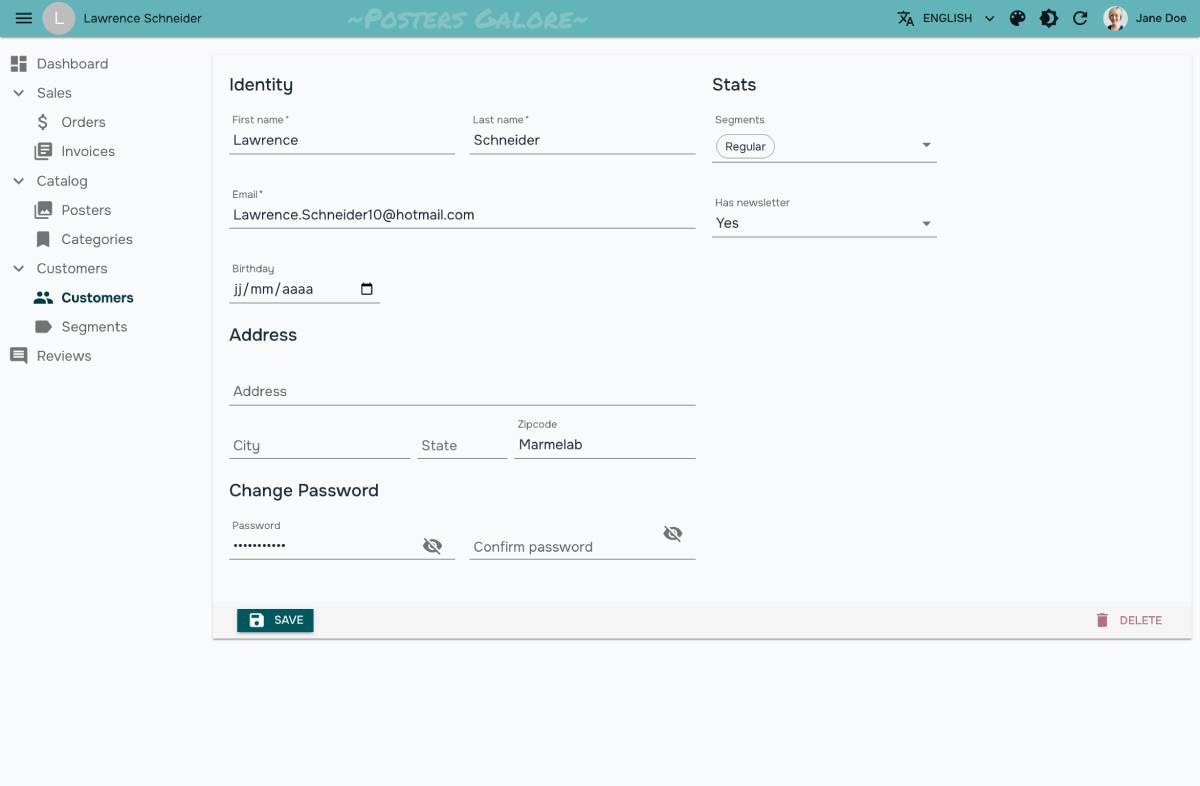 L Lawrence Schneider ~Posters Galore~ ENGLISH Jane Doe
Dashboard
Sales
Orders
Invoices
Catalog
Posters
Categories
Customers
Customers
Segments
Reviews
Identity
First name * Last name *
Lawrence Schneider
Email *
Lawrence.Schneider10@hotmail.com
Birthday
jj/mm/aaaa
Address
Address
Zipcode
City State Marmelab
Change Password
Password
••••••••••• Confirm password
Stats
Segments
Regular
Has newsletter
Yes
SAVE DELETE